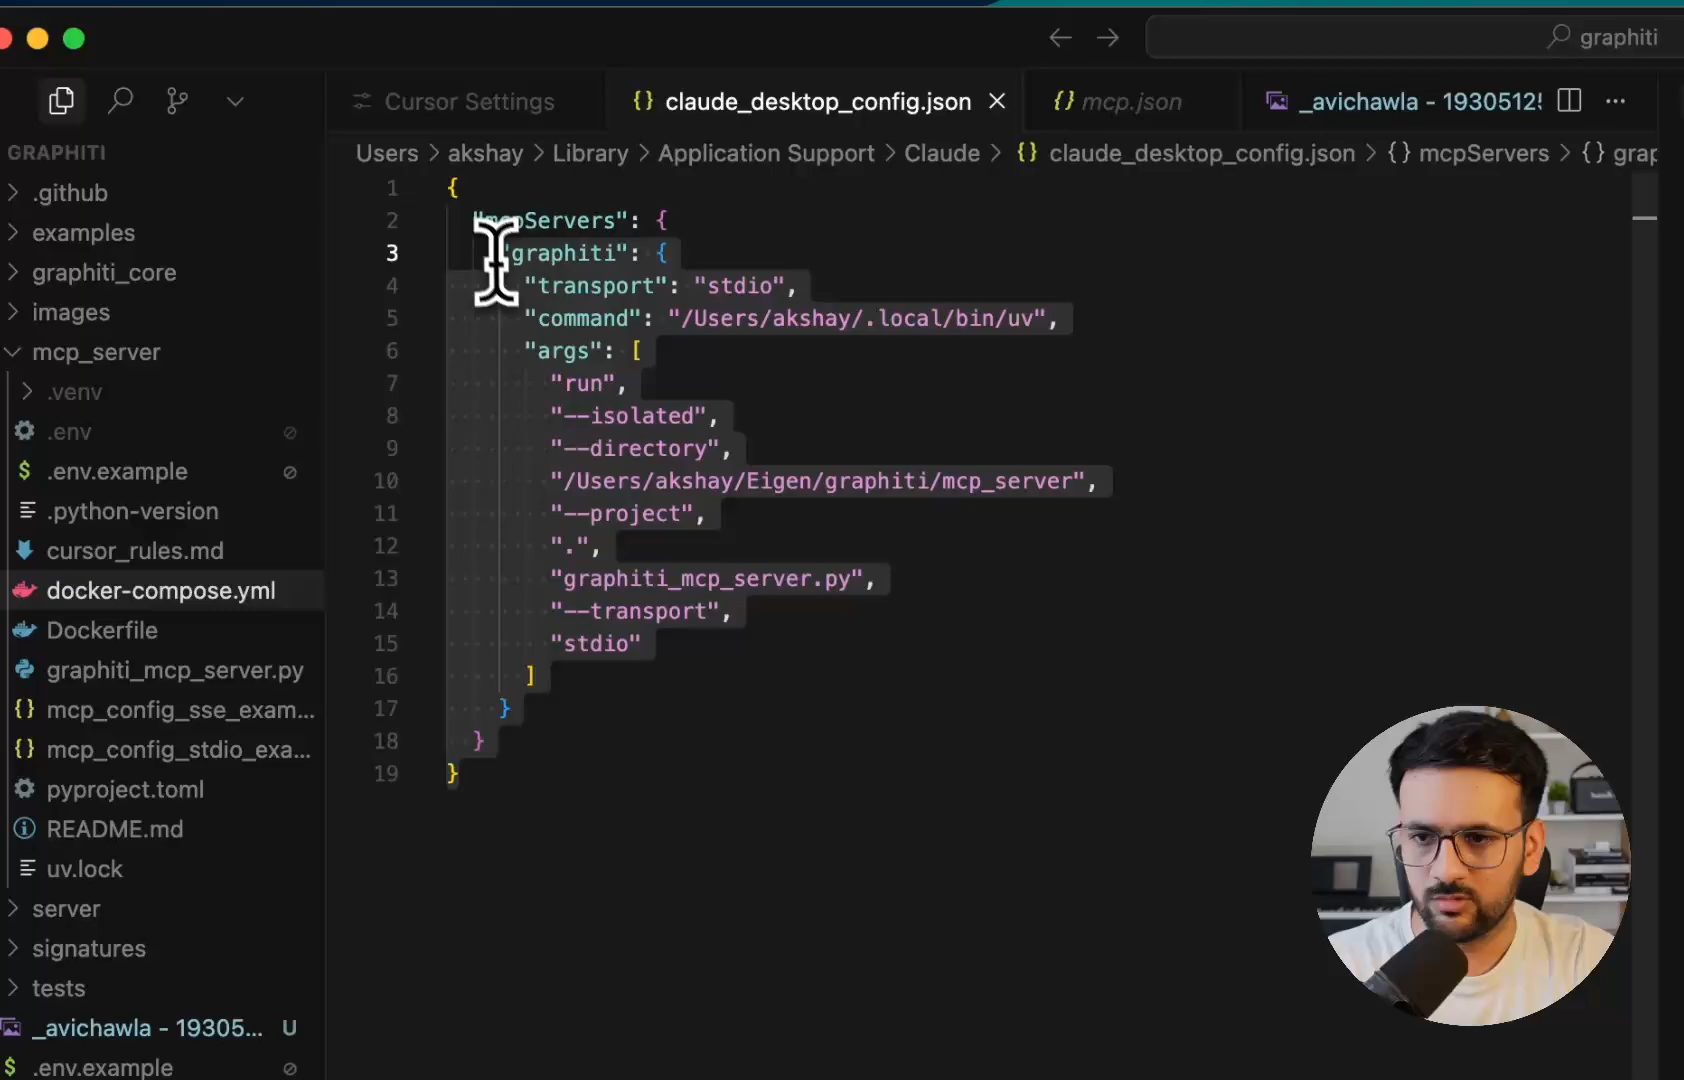 graphiti
Cursor Settings
claude_desktop_config.json
mcp.json
_avichawla - 1930512
Users > akshay > Library > Application Support > Claude > {} claude_desktop_config.json > {} mcpServers > {} grap
GRAPHITI
.github
examples
graphiti_core
images
mcp_server
.venv
.env
.env.example
.python-version
cursor_rules.md
docker-compose.yml
Dockerfile
graphiti_mcp_server.py
mcp_config_sse_exam...
mcp_config_stdio_exa...
pyproject.toml
README.md
uv.lock
server
signatures
tests
_avichawla - 19305... U
.env.example
1 {
2 "mcpServers": {
3 "graphiti": {
4 "transport": "stdio",
5 "command": "/Users/akshay/.local/bin/uv",
6 "args": [
7 "run",
8 "--isolated",
9 "--directory",
10 "/Users/akshay/Eigen/graphiti/mcp_server",
11 "--project",
12 ".",
13 "graphiti_mcp_server.py",
14 "--transport",
15 "stdio"
16 ]
17 }
18 }
19 }